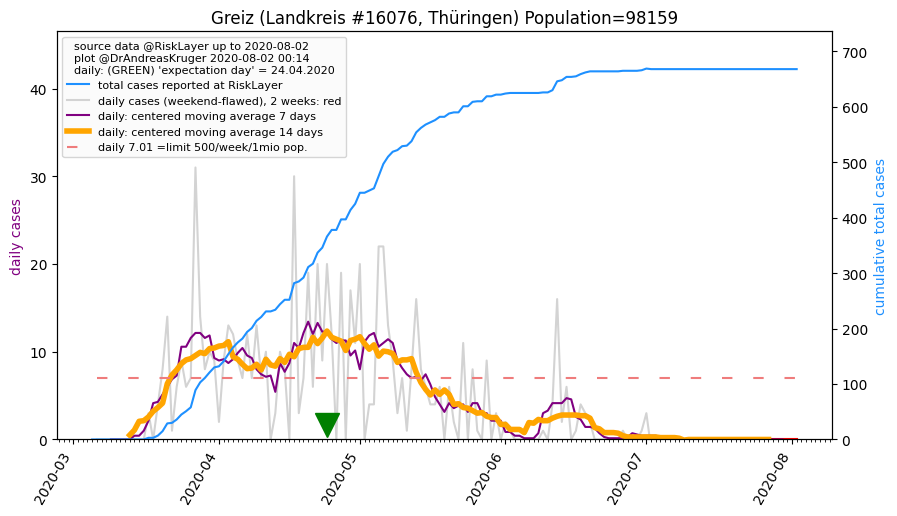 Greiz (Landkreis #16076, Thüringen) Population=98159
source data @RiskLayer up to 2020-08-02
plot @DrAndreasKruger 2020-08-02 00:14
daily: (GREEN) 'expectation day' = 24.04.2020
total cases reported at RiskLayer
daily cases (weekend-flawed), 2 weeks: red
daily: centered moving average 7 days
daily: centered moving average 14 days
daily 7.01 =limit 500/week/1mio pop.
daily cases
40
30
20
10
0
700
600
500
400
300
200
100
0
cumulative total cases
2020-03
2020-04
2020-05
2020-06
2020-07
2020-08